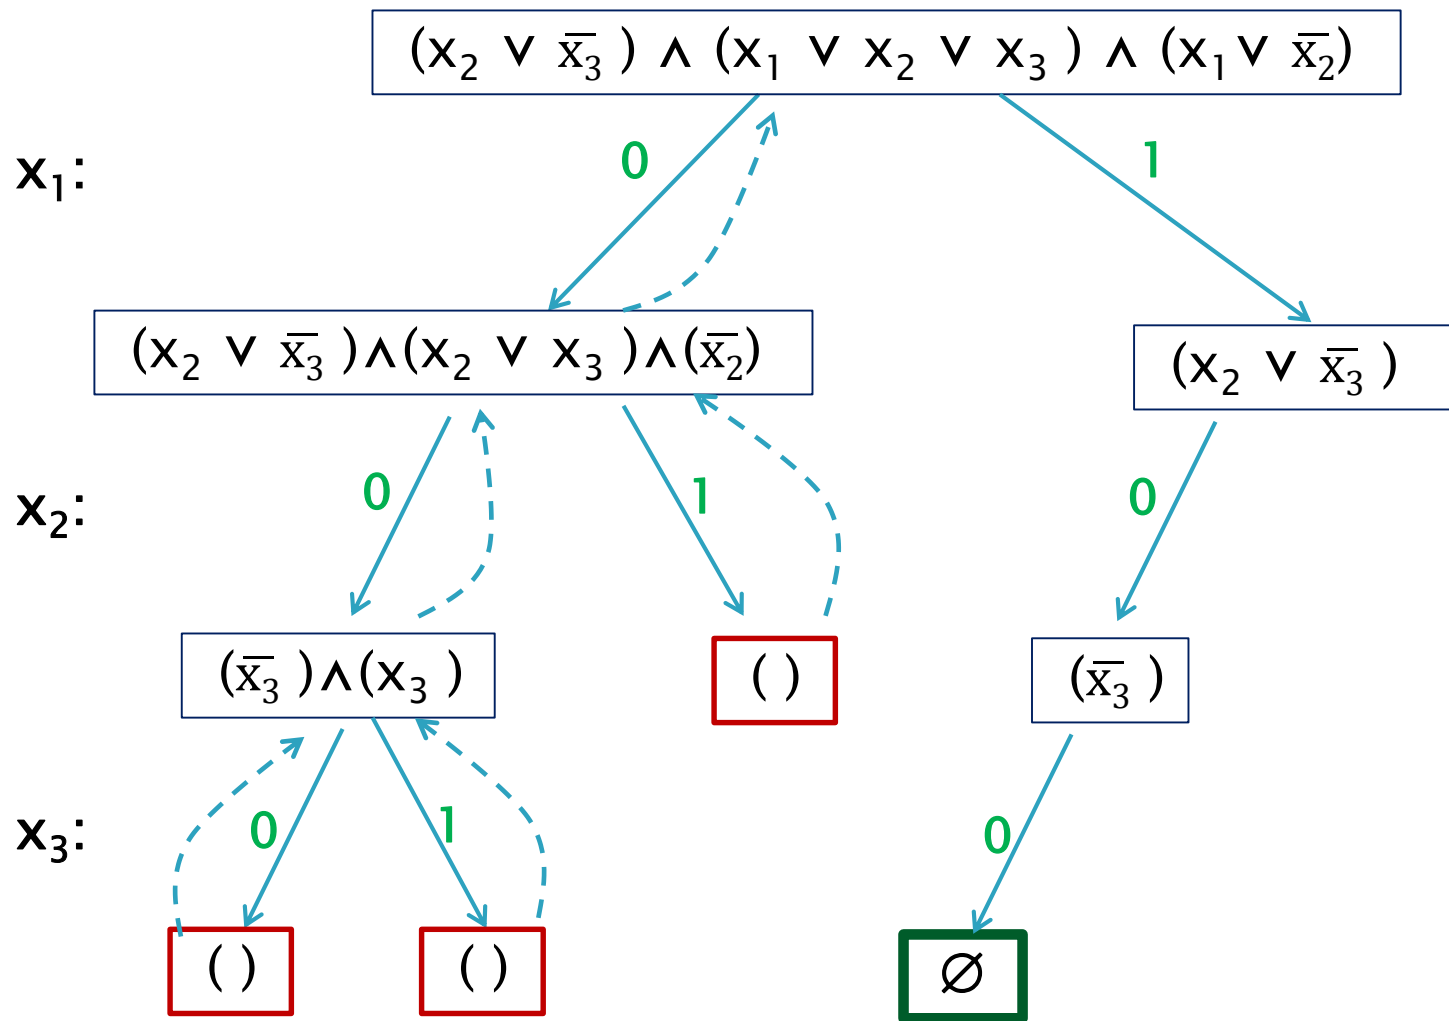 (x₂ ∨ x̅₃ ) ∧ (x₁ ∨ x₂ ∨ x₃ ) ∧ (x₁∨ x̅₂)
x₁:
0
1
(x₂ ∨ x̅₃ )∧(x₂ ∨ x₃ )∧(x̅₂)
(x₂ ∨ x̅₃ )
x₂:
0
1
0
(x̅₃ )∧(x₃ )
( )
(x̅₃ )
x₃:
0
1
0
( )
( )
∅